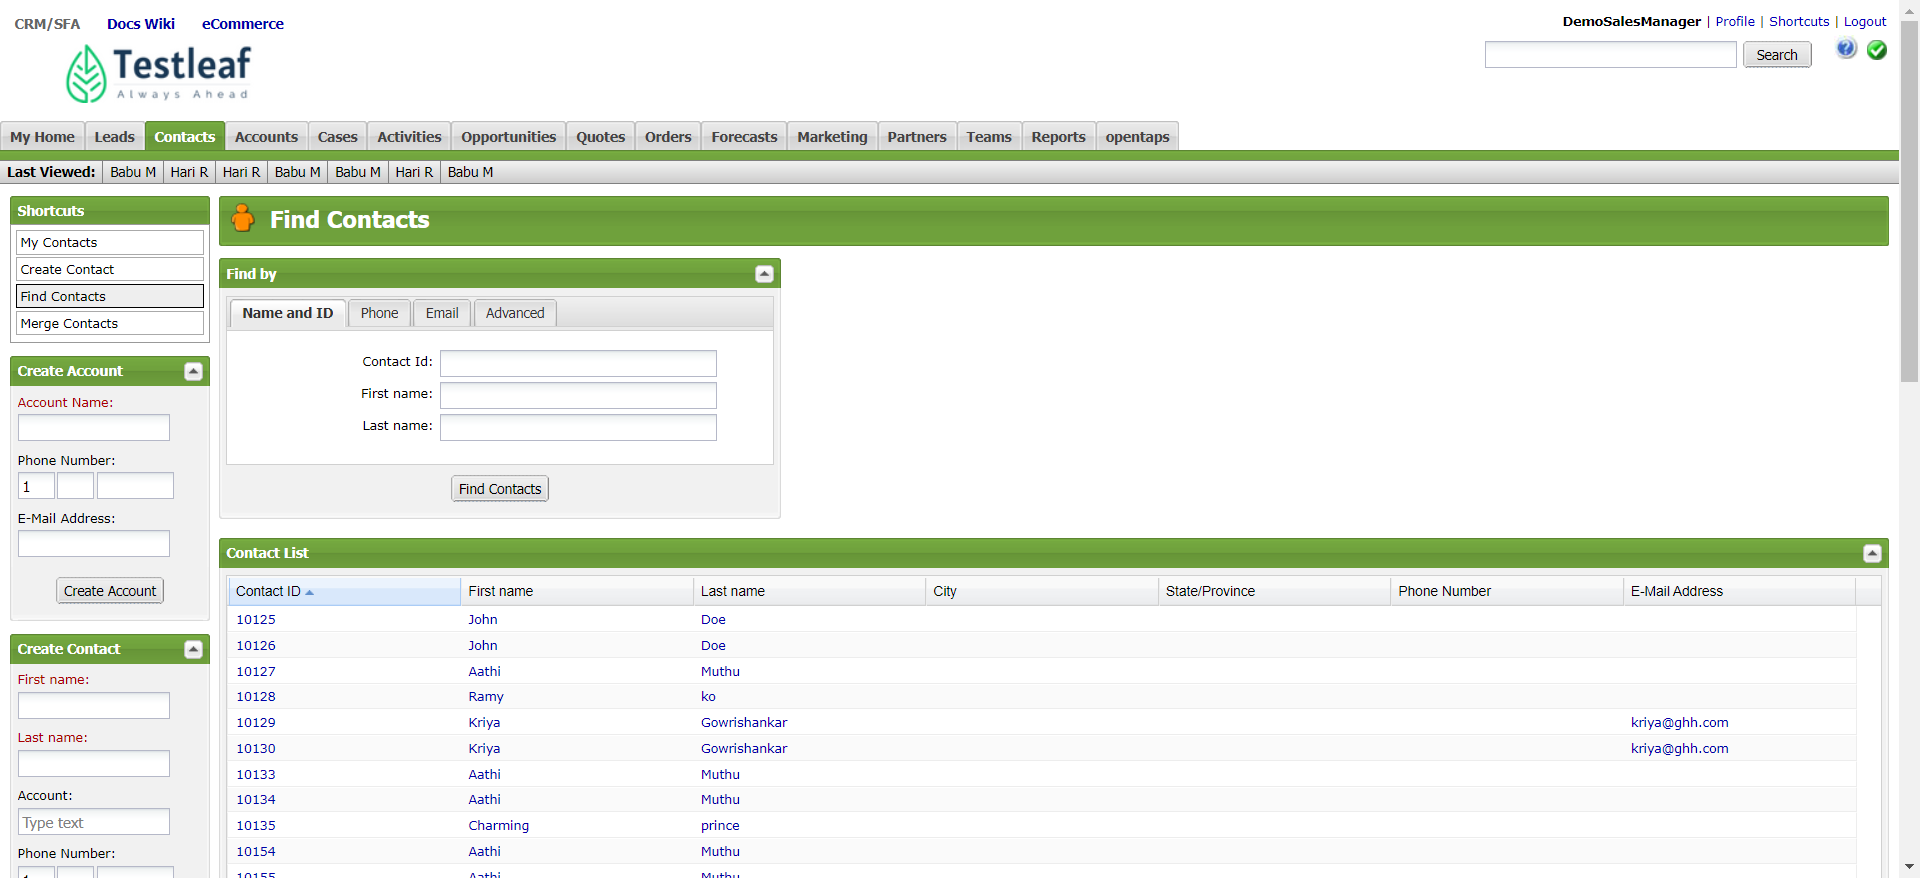 CRM/SFA Docs Wiki eCommerce
DemoSalesManager | Profile | Shortcuts | Logout
Search
Testleaf
Always Ahead
My Home Leads Contacts Accounts Cases Activities Opportunities Quotes Orders Forecasts Marketing Partners Teams Reports opentaps
Last Viewed: Babu M Hari R Hari R Babu M Babu M Hari R Babu M
Shortcuts
My Contacts
Create Contact
Find Contacts
Merge Contacts
Create Account
Account Name:
Phone Number:
1
E-Mail Address:
Create Account
Create Contact
First name:
Last name:
Account:
Type text
Phone Number:
Find Contacts
Find by
Name and ID Phone Email Advanced
Contact Id:
First name:
Last name:
Find Contacts
Contact List
Contact ID First name Last name City State/Province Phone Number E-Mail Address
10125 John Doe
10126 John Doe
10127 Aathi Muthu
10128 Ramy ko
10129 Kriya Gowrishankar kriya@ghh.com
10130 Kriya Gowrishankar kriya@ghh.com
10133 Aathi Muthu
10134 Aathi Muthu
10135 Charming prince
10154 Aathi Muthu
10155 Aathi Muthu